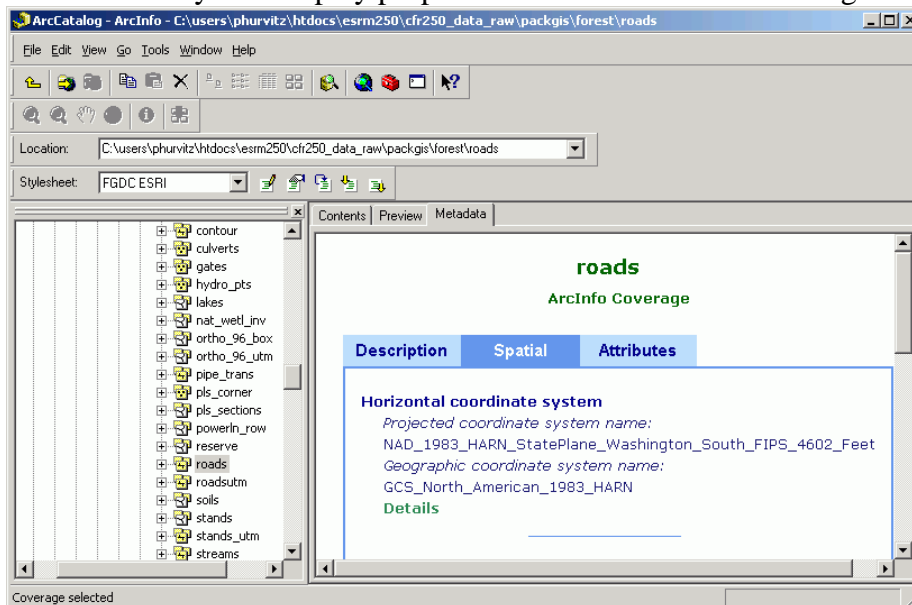 ArcCatalog - ArcInfo - C:\users\phurvitz\htdocs\esrm250\cfr250_data_raw\packgis\forest\roads
File Edit View Go Tools Window Help
Location: C:\users\phurvitz\htdocs\esrm250\cfr250_data_raw\packgis\forest\roads
Stylesheet: FGDC ESRI
contour
culverts
gates
hydro_pts
lakes
nat_wetl_inv
ortho_96_box
ortho_96_utm
pipe_trans
pls_corner
pls_sections
powerln_row
reserve
roads
roadsutm
soils
stands
stands_utm
streams
Contents Preview Metadata
roads
ArcInfo Coverage
Description Spatial Attributes
Horizontal coordinate system
Projected coordinate system name:
NAD_1983_HARN_StatePlane_Washington_South_FIPS_4602_Feet
Geographic coordinate system name:
GCS_North_American_1983_HARN
Details
Coverage selected